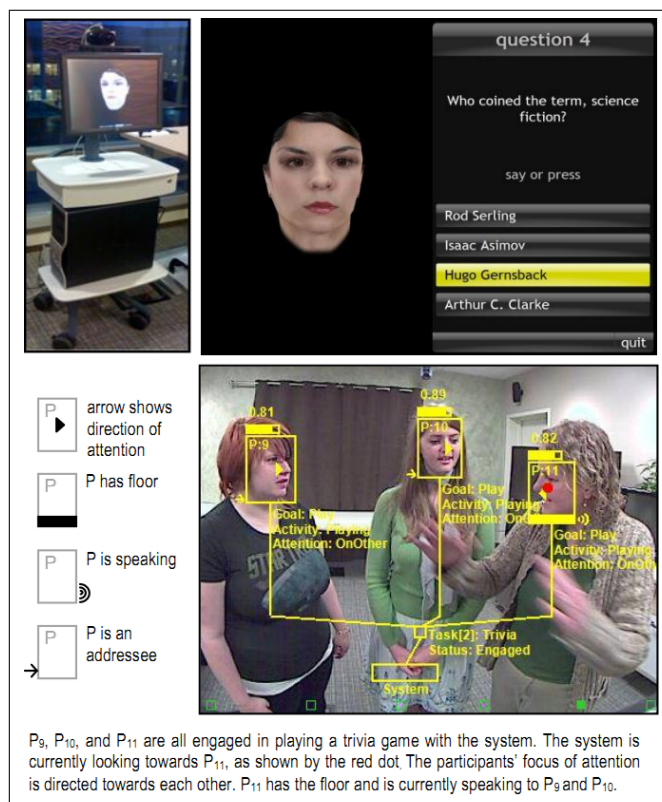 question 4
Who coined the term, science
fiction?
say or press
Rod Serling
Isaac Asimov
Hugo Gernsback
Arthur C. Clarke
quit
P
arrow shows
direction of
attention
P
P has floor
P
P is speaking
P
P is an
addressee
0.81
P:9
Goal: Play
Activity: Playing
Attention: OnOther
0.89
P:10
Goal: Play
Activity: Playing
Attention: OnOth
0.82
P:11
Goal: Play
Activity: Playing
Attention: OnOth
Task[2]: Trivia
Status: Engaged
System
P9, P10, and P11 are all engaged in playing a trivia game with the system. The system is
currently looking towards P11, as shown by the red dot. The participants' focus of attention
is directed towards each other. P11 has the floor and is currently speaking to P9 and P10.